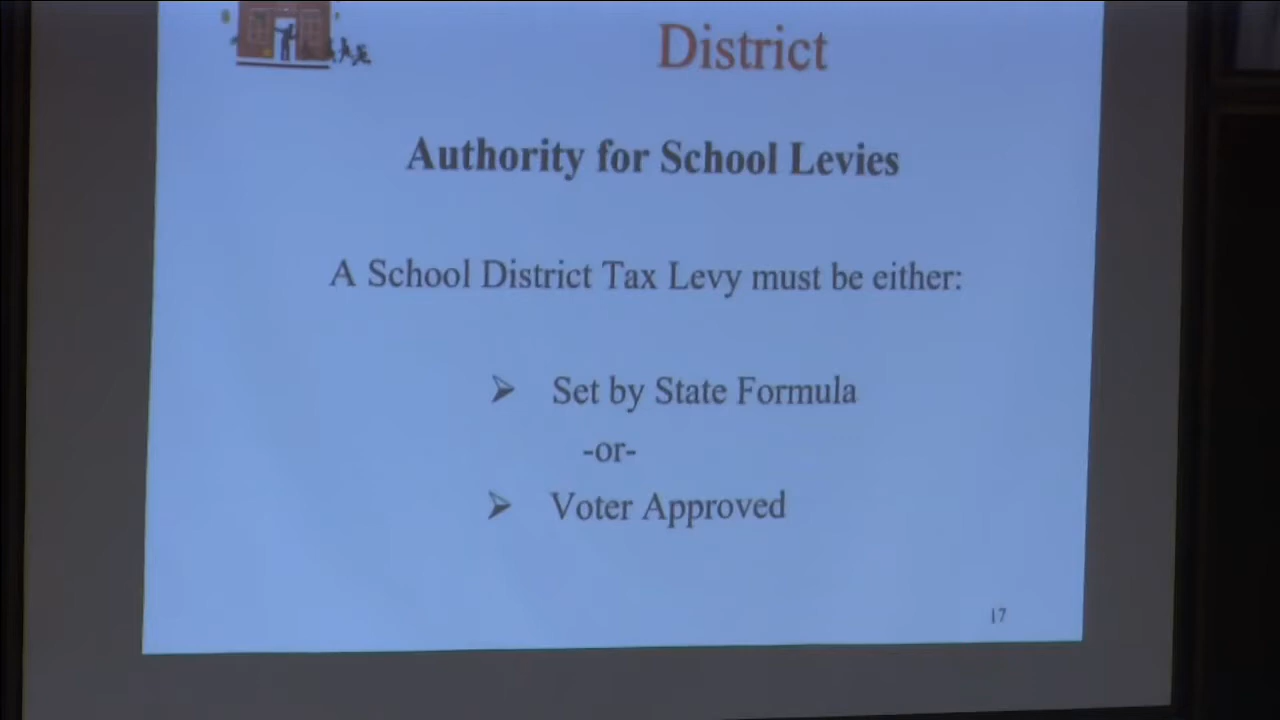 District
Authority for School Levies
A School District Tax Levy must be either:
Set by State Formula
-or-
Voter Approved
17